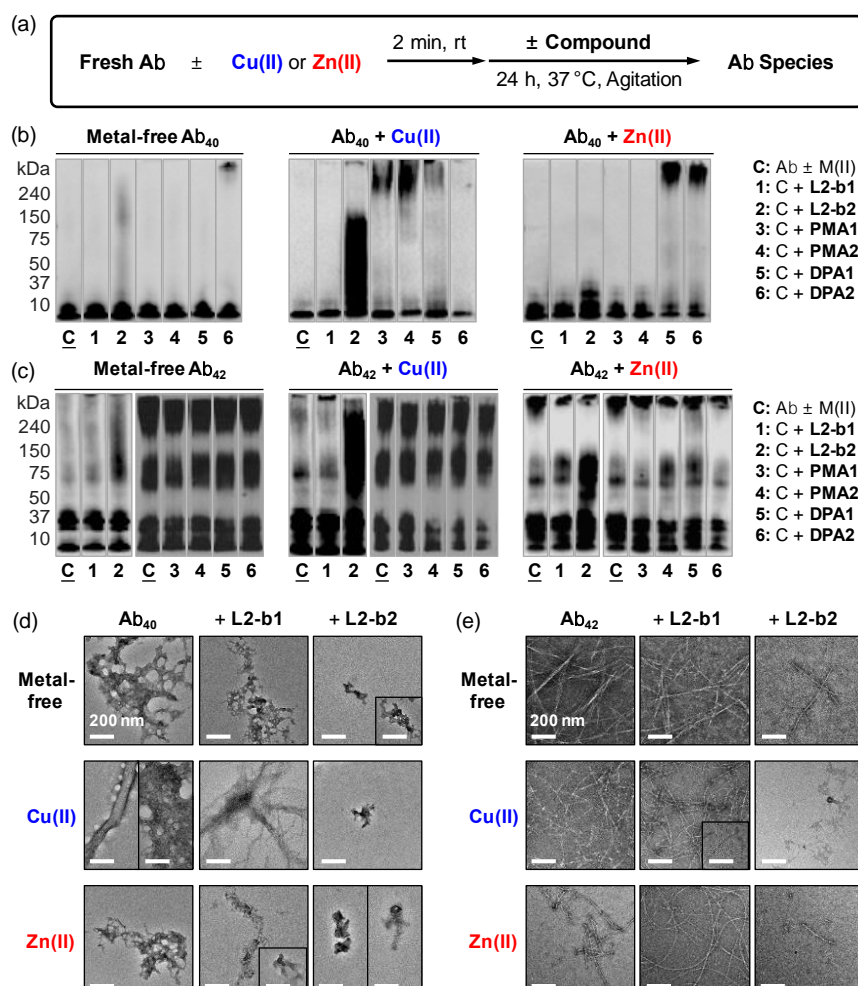 (a)
Fresh Ab ± Cu(II) or Zn(II) 2 min, rt ± Compound Ab Species
24 h, 37 °C, Agitation
(b)
Metal-free Ab40 Ab40 + Cu(II) Ab40 + Zn(II)
kDa
240
150
75
50
37
10
C 1 2 3 4 5 6 C 1 2 3 4 5 6 C 1 2 3 4 5 6
C: Ab ± M(II)
1: C + L2-b1
2: C + L2-b2
3: C + PMA1
4: C + PMA2
5: C + DPA1
6: C + DPA2
(c)
Metal-free Ab42 Ab42 + Cu(II) Ab42 + Zn(II)
kDa
240
150
75
50
37
10
C 1 2 C 3 4 5 6 C 1 2 C 3 4 5 6 C 1 2 C 3 4 5 6
C: Ab ± M(II)
1: C + L2-b1
2: C + L2-b2
3: C + PMA1
4: C + PMA2
5: C + DPA1
6: C + DPA2
(d)
Ab40 + L2-b1 + L2-b2
Metal-
free
200 nm
Cu(II)
Zn(II)
(e)
Ab42 + L2-b1 + L2-b2
Metal-
free
200 nm
Cu(II)
Zn(II)